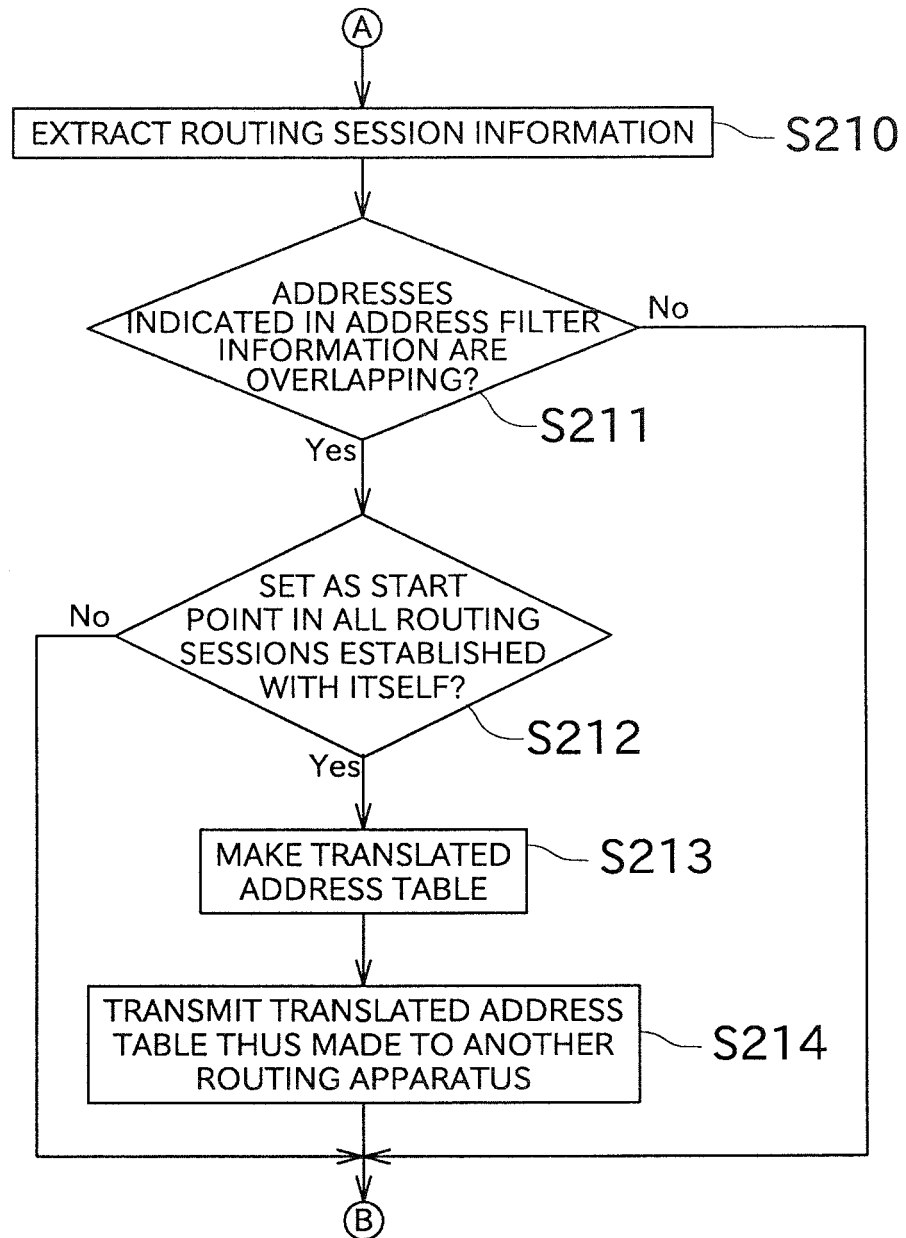 A
EXTRACT ROUTING SESSION INFORMATION
S210
ADDRESSES
INDICATED IN ADDRESS FILTER
INFORMATION ARE
OVERLAPPING?
No
S211
Yes
SET AS START
POINT IN ALL ROUTING
SESSIONS ESTABLISHED
WITH ITSELF?
No
S212
Yes
MAKE TRANSLATED
ADDRESS TABLE
S213
TRANSMIT TRANSLATED ADDRESS
TABLE THUS MADE TO ANOTHER
ROUTING APPARATUS
S214
B